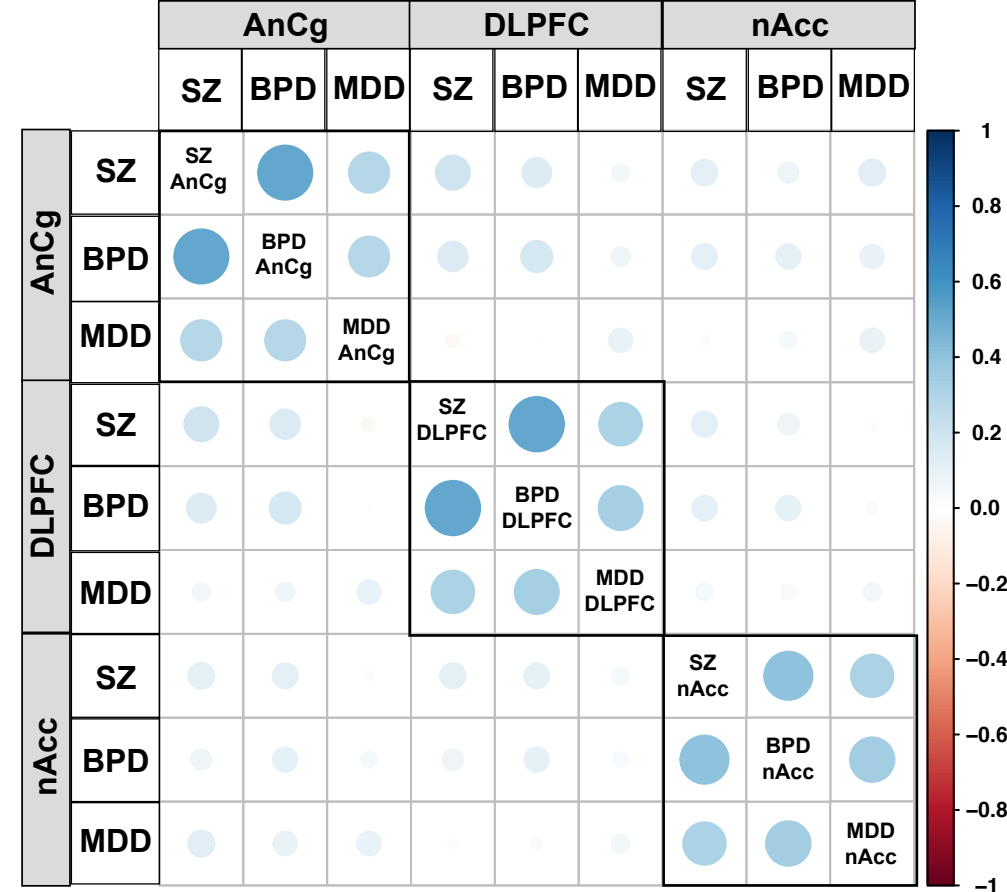 AnCg DLPFC nAcc
SZ BPD MDD SZ BPD MDD SZ BPD MDD
AnCg
SZ
SZ
AnCg
BPD
BPD
AnCg
MDD
MDD
AnCg
DLPFC
SZ
SZ
DLPFC
BPD
BPD
DLPFC
MDD
MDD
DLPFC
nAcc
SZ
SZ
nAcc
BPD
BPD
nAcc
MDD
MDD
nAcc
1
0.8
0.6
0.4
0.2
0.0
−0.2
−0.4
−0.6
−0.8
−1